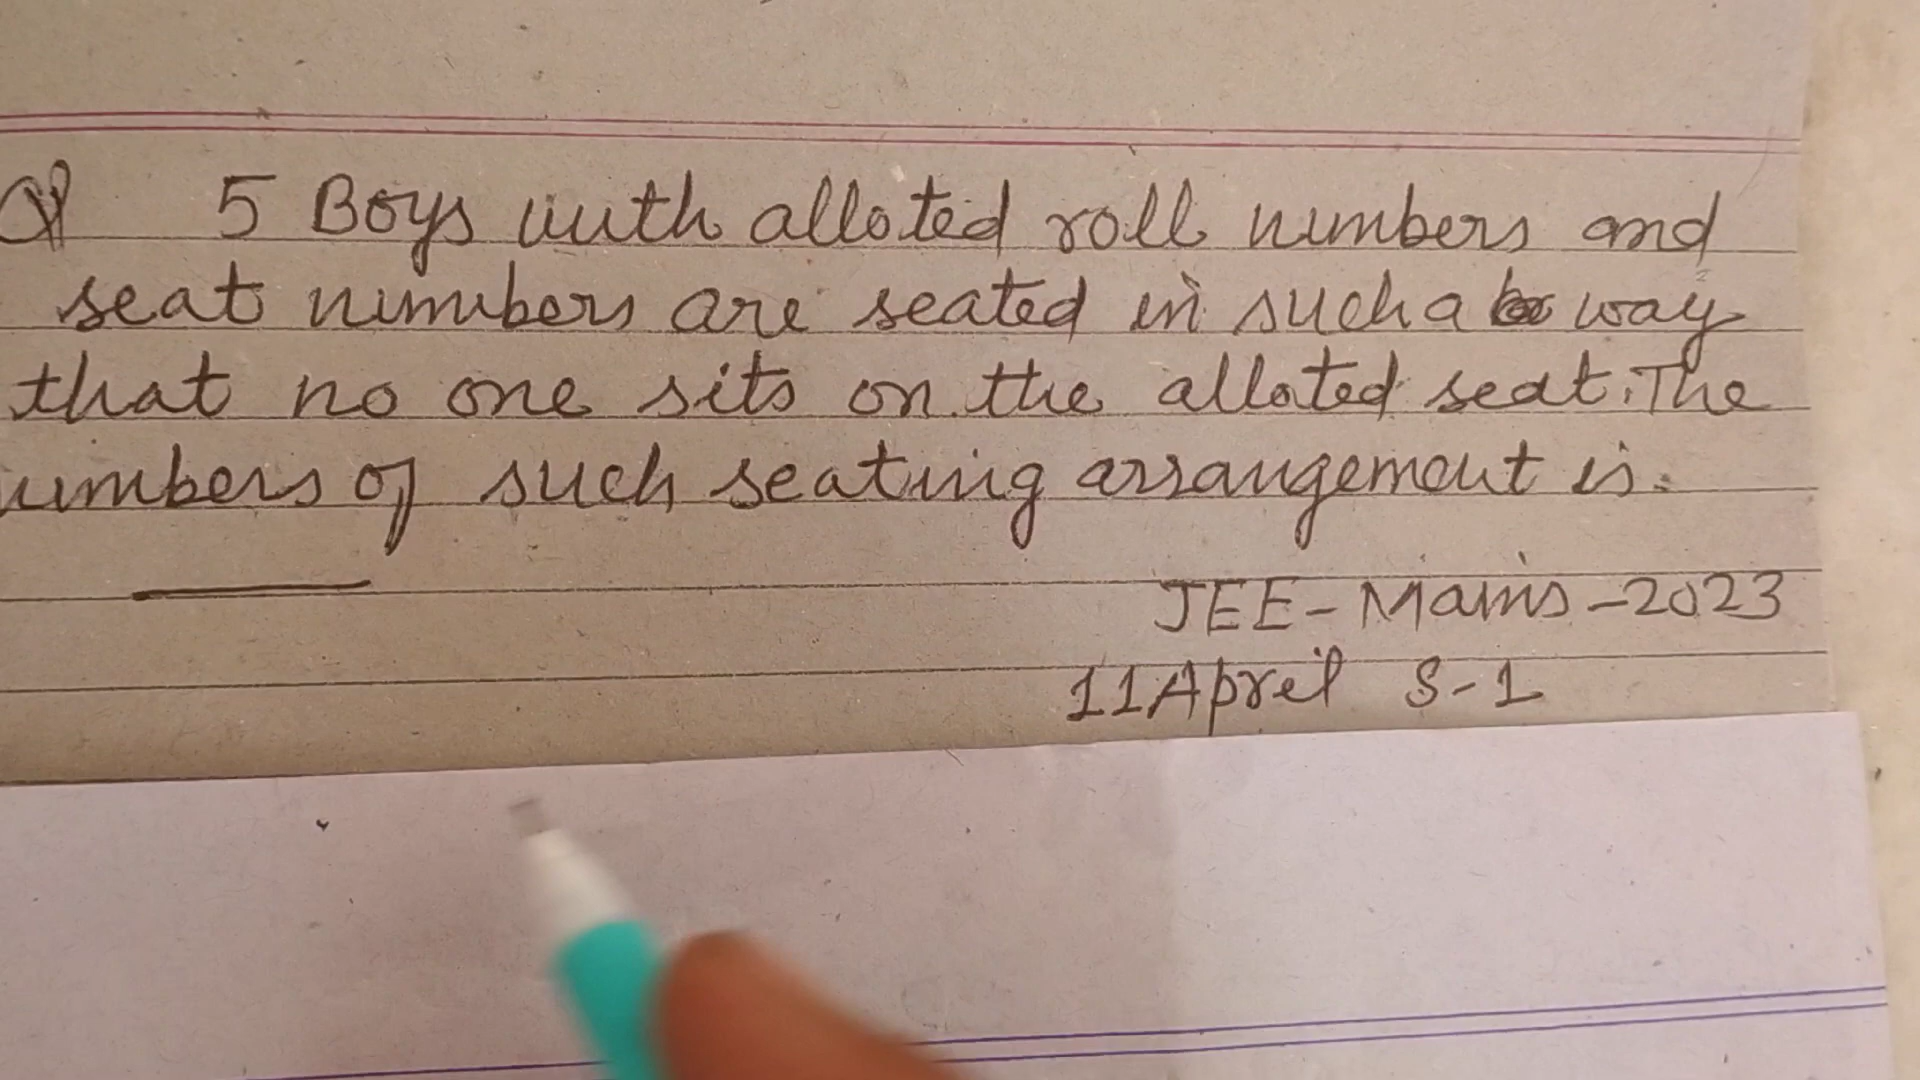 Q 5 Boys with alloted roll numbers and
seat numbers are seated in such a way
that no one sits on the alloted seat. The
numbers of such seating arrangement is.
JEE-Mains-2023
11 April S-1